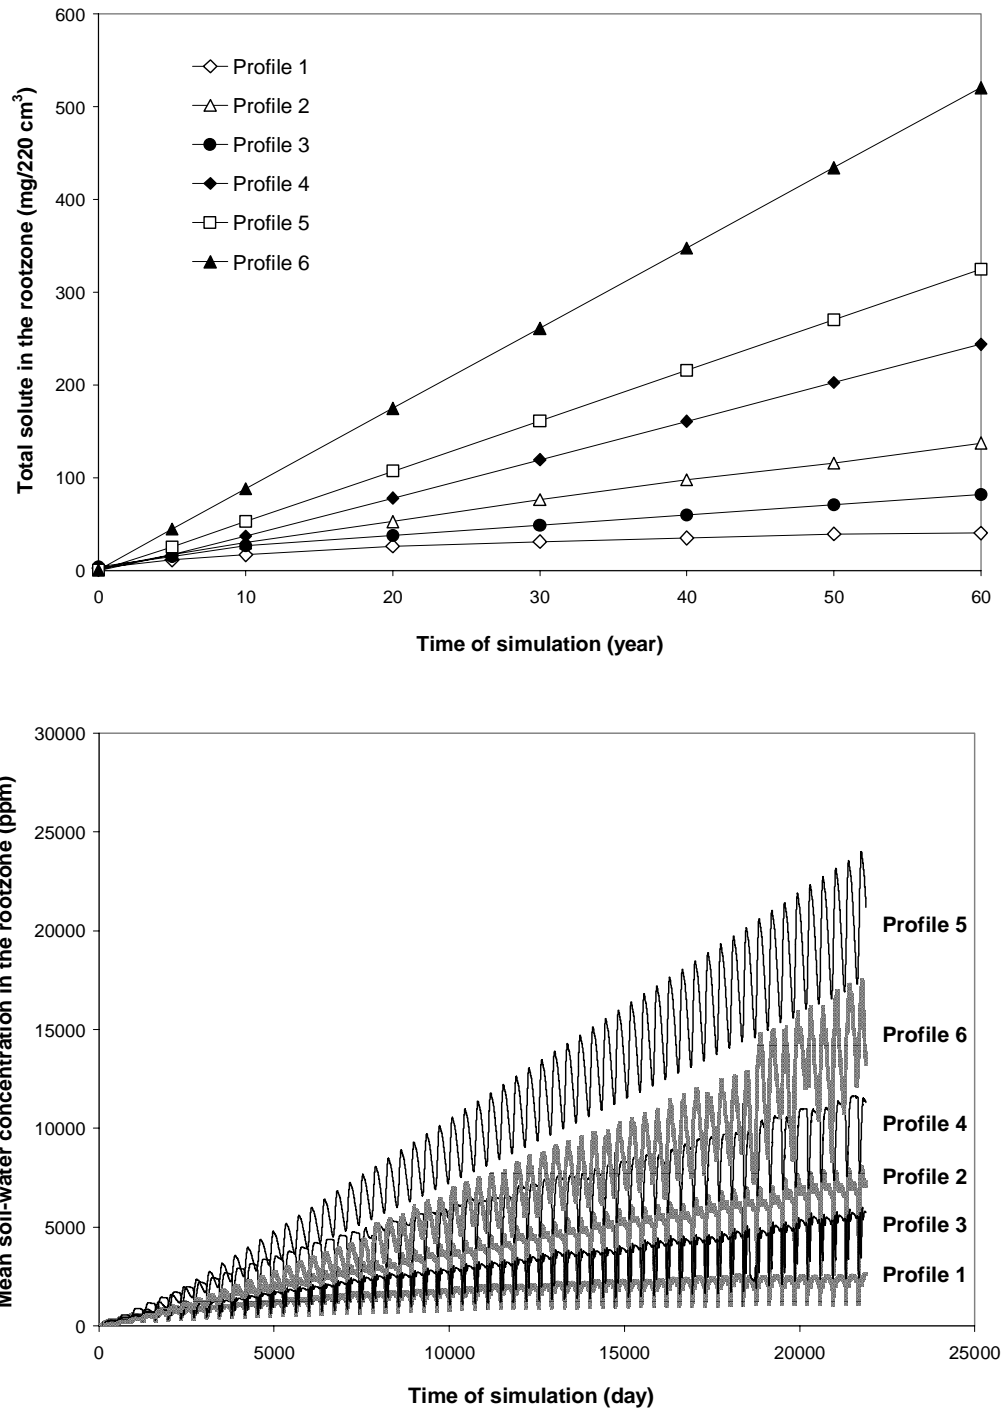 600
500
400
300
200
100
0
Total solute in the rootzone (mg/220 cm³)
Profile 1
Profile 2
Profile 3
Profile 4
Profile 5
Profile 6
0 10 20 30 40 50 60
Time of simulation (year)
30000
25000
20000
15000
10000
5000
0
Mean soil-water concentration in the rootzone (ppm)
Profile 5
Profile 6
Profile 4
Profile 2
Profile 3
Profile 1
0 5000 10000 15000 20000 25000
Time of simulation (day)